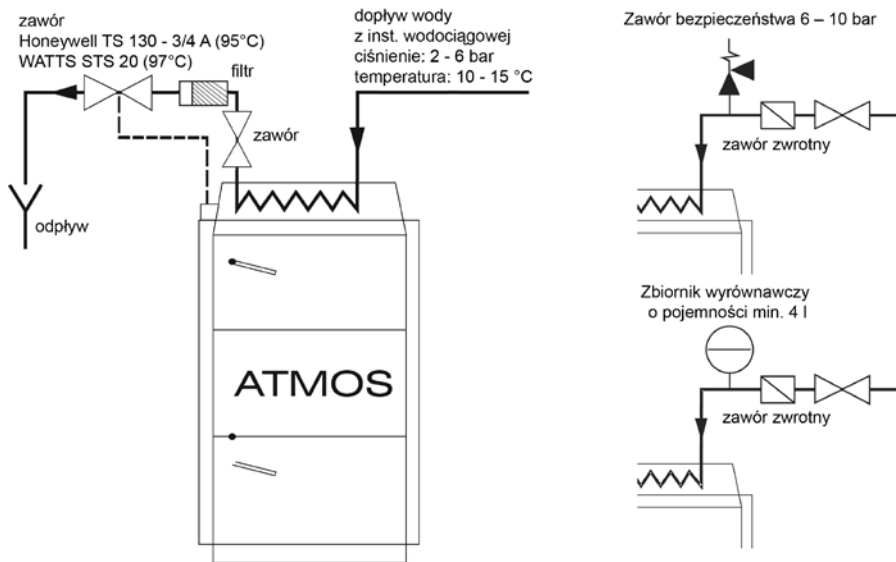 zawór
Honeywell TS 130 - 3/4 A (95°C)
WATTS STS 20 (97°C)
filtr
zawór
odpływ
dopływ wody
z inst. wodociągowej
ciśnienie: 2 - 6 bar
temperatura: 10 - 15 °C
ATMOS
Zawór bezpieczeństwa 6 – 10 bar
zawór zwrotny
Zbiornik wyrównawczy
o pojemności min. 4 l
zawór zwrotny